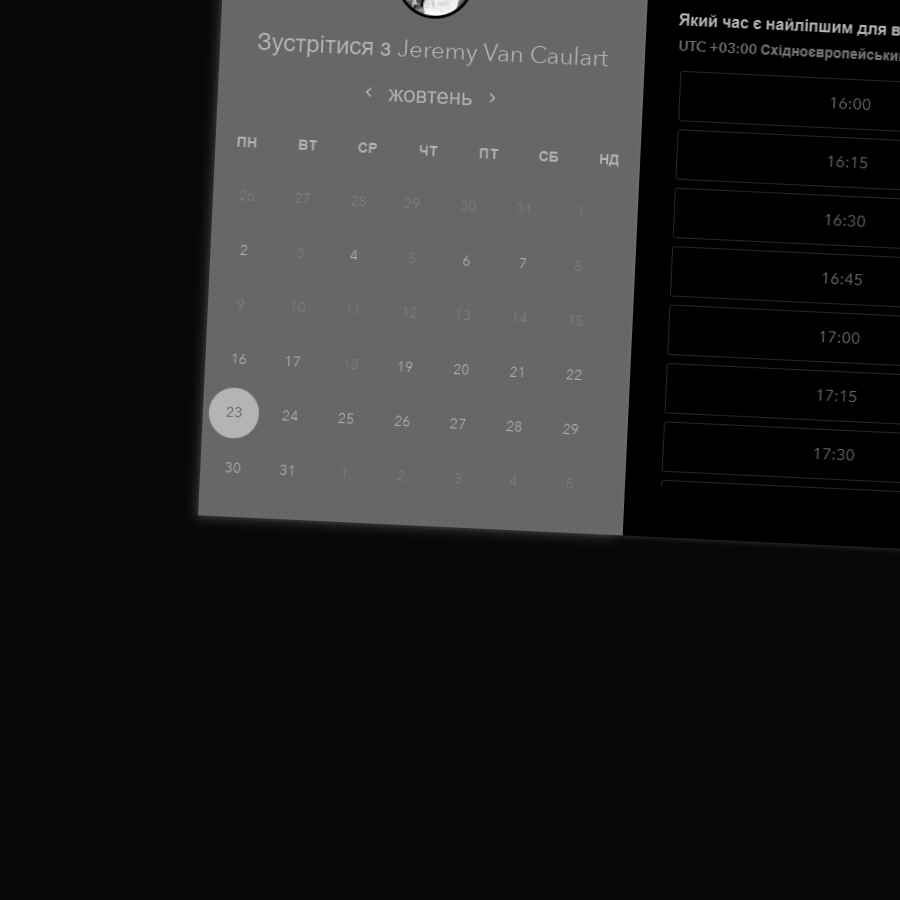 Зустрітися з Jeremy Van Caulart
‹ жовтень ›
ПН ВТ СР ЧТ ПТ СБ НД
26 27 28 29 30 31 1
2 3 4 5 6 7 8
9 10 11 12 13 14 15
16 17 18 19 20 21 22
23 24 25 26 27 28 29
30 31 1 2 3 4 5
Який час є найліпшим для
UTC +03:00
16:00
16:15
16:30
16:45
17:00
17:15
17:30